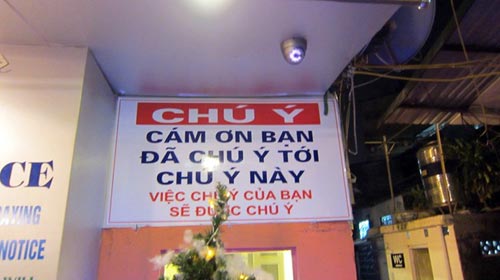 CHÚ Ý
CÁM ƠN BẠN
ĐÃ CHÚ Ý TỚI
CHÚ Ý NÀY
VIỆC CHÚ Ý CỦA BẠN
SẼ ĐƯỢC CHÚ Ý
CE
NOTICE
WC